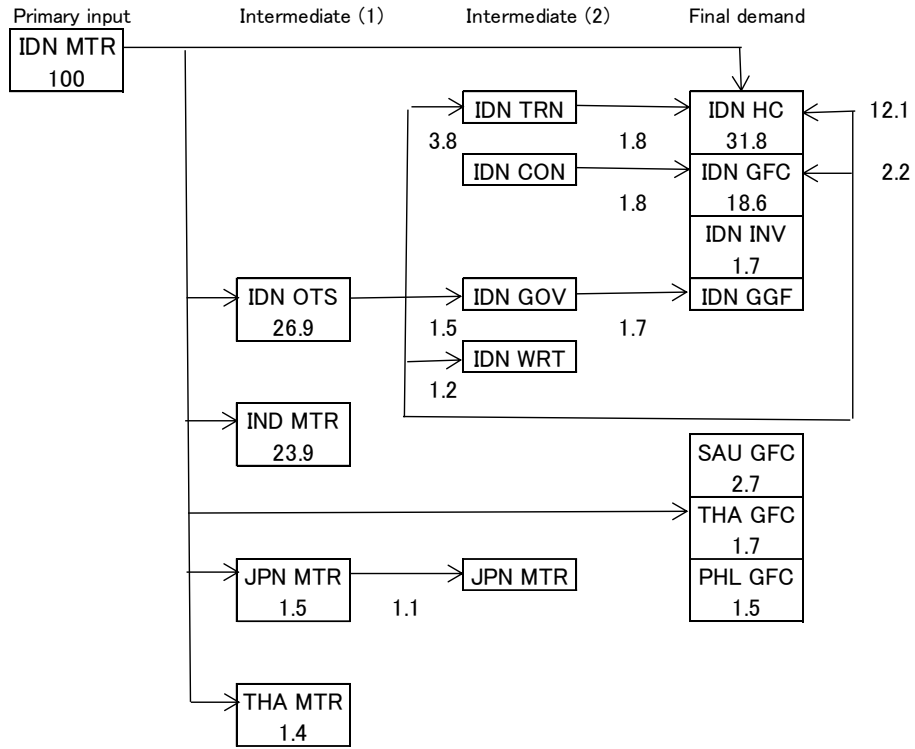 Primary input Intermediate (1) Intermediate (2) Final demand
IDN MTR
100
IDN TRN
IDN HC
12.1
3.8
1.8
31.8
IDN CON
IDN GFC
2.2
1.8
18.6
IDN INV
1.7
IDN OTS
26.9
IDN GOV
IDN GGF
1.5
1.7
IDN WRT
1.2
IND MTR
23.9
SAU GFC
2.7
THA GFC
1.7
JPN MTR
1.5
1.1
JPN MTR
PHL GFC
1.5
THA MTR
1.4